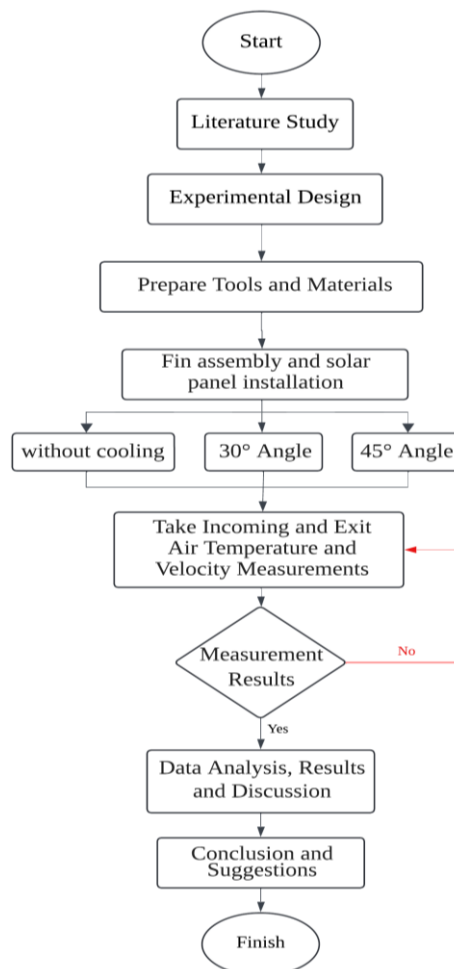 Start
Literature Study
Experimental Design
Prepare Tools and Materials
Fin assembly and solar
panel installation
without cooling
30° Angle
45° Angle
Take Incoming and Exit
Air Temperature and
Velocity Measurements
Measurement
Results
No
Yes
Data Analysis, Results
and Discussion
Conclusion and
Suggestions
Finish